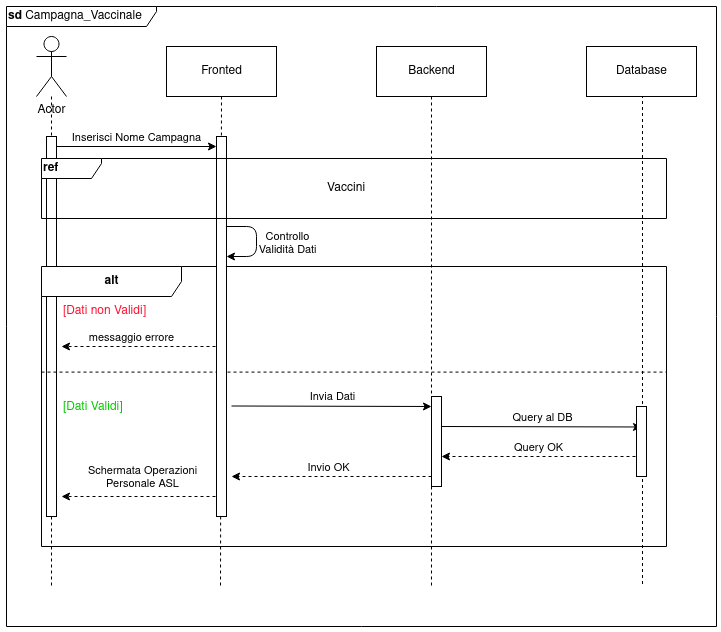 sd Campagna_Vaccinale
Actor
Fronted
Backend
Database
Inserisci Nome Campagna
ref
Vaccini
Controllo
Validità Dati
alt
[Dati non Validi]
messaggio errore
[Dati Validi]
Invia Dati
Query al DB
Query OK
Invio OK
Schermata Operazioni
Personale ASL